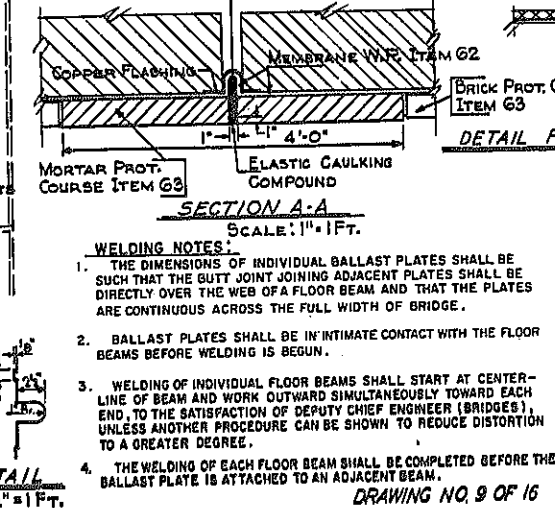 COPPER FLASHING
MEMBRANE W.P. ITEM 62
BRICK PROT. C
ITEM 63
1"
1"
4'-0"
DETAIL F
MORTAR PROT.
COURSE ITEM 63
ELASTIC CAULKING
COMPOUND
SECTION A-A
SCALE: 1"=1FT.
WELDING NOTES:
1. THE DIMENSIONS OF INDIVIDUAL BALLAST PLATES SHALL BE
SUCH THAT THE BUTT JOINT JOINING ADJACENT PLATES SHALL BE
DIRECTLY OVER THE WEB OF A FLOOR BEAM AND THAT THE PLATES
ARE CONTINUOUS ACROSS THE FULL WIDTH OF BRIDGE.
2. BALLAST PLATES SHALL BE IN INTIMATE CONTACT WITH THE FLOOR
BEAMS BEFORE WELDING IS BEGUN.
3. WELDING OF INDIVIDUAL FLOOR BEAMS SHALL START AT CENTER-
LINE OF BEAM AND WORK OUTWARD SIMULTANEOUSLY TOWARD EACH
END, TO THE SATISFACTION OF DEPUTY CHIEF ENGINEER (BRIDGES),
UNLESS ANOTHER PROCEDURE CAN BE SHOWN TO REDUCE DISTORTION
TO A GREATER DEGREE.
4. THE WELDING OF EACH FLOOR BEAM SHALL BE COMPLETED BEFORE THE
BALLAST PLATE IS ATTACHED TO AN ADJACENT BEAM.
TAIL
"=1FT.
DRAWING NO. 9 OF 16